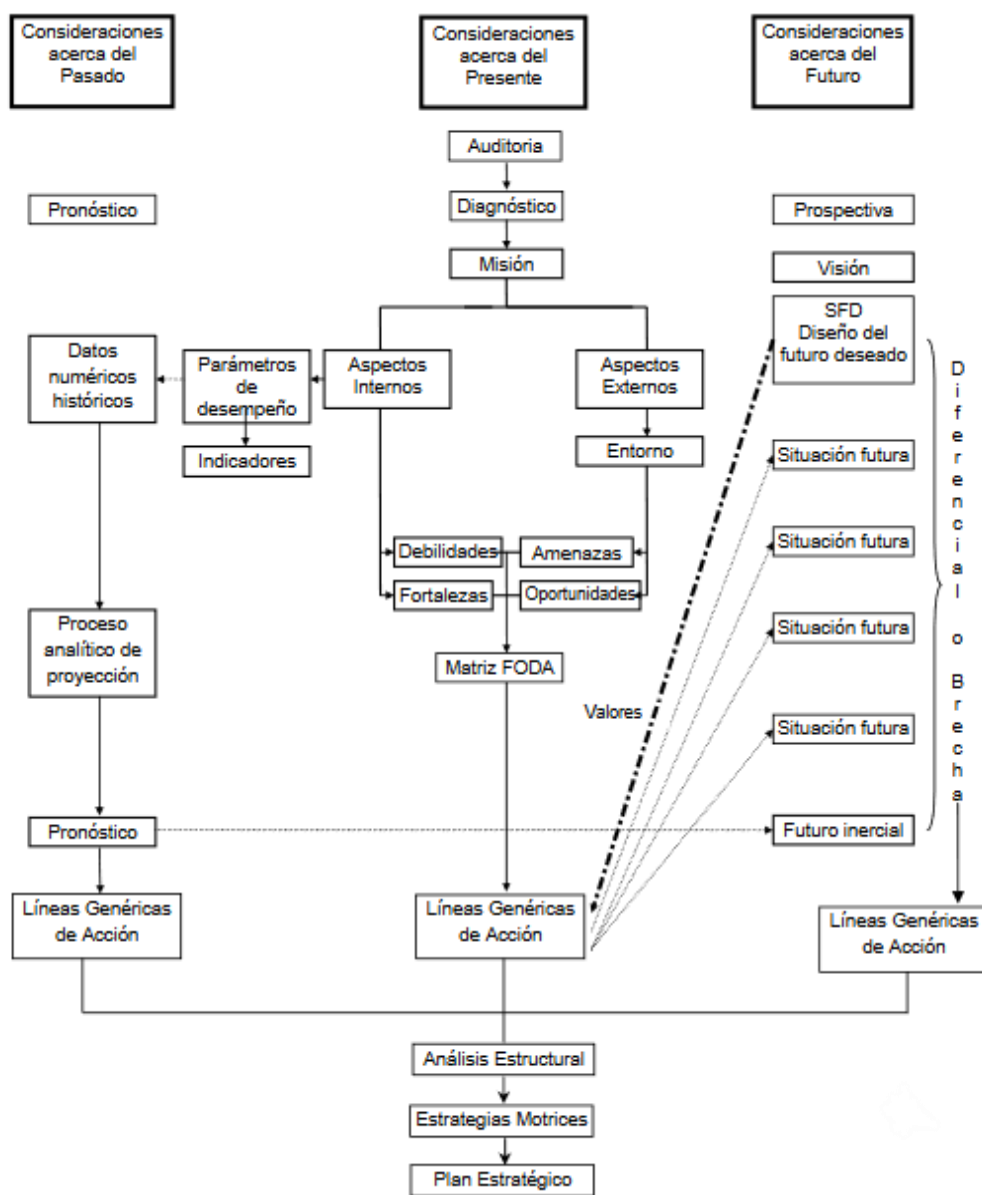 Consideraciones
acerca del
Pasado
Consideraciones
acerca del
Presente
Consideraciones
acerca del
Futuro
Auditoria
Pronóstico
Diagnóstico
Prospectiva
Misión
Visión
SFD
Diseño del
futuro deseado
Datos
numéricos
históricos
Parámetros
de
desempeño
Aspectos
Internos
Aspectos
Externos
Indicadores
Entorno
Situación futura
Debilidades
Amenazas
Situación futura
Fortalezas
Oportunidades
Proceso
analítico de
proyección
Matriz FODA
Situación futura
Valores
Situación futura
Diferencial o Brecha
Pronóstico
Futuro inercial
Líneas Genéricas
de Acción
Líneas Genéricas
de Acción
Líneas Genéricas
de Acción
Análisis Estructural
Estrategias Motrices
Plan Estratégico